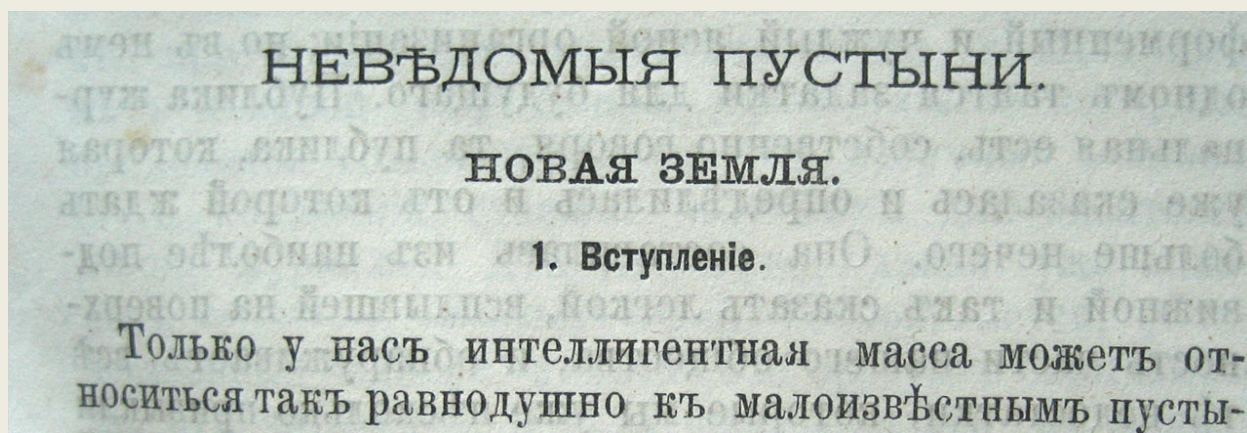 НЕВѢДОМЫЯ ПУСТЫНИ.
НОВАЯ ЗЕМЛЯ.
1. Вступленіе.
Только у насъ интеллигентная масса можетъ от-
носиться такъ равнодушно къ малоизвѣстнымъ пусты-